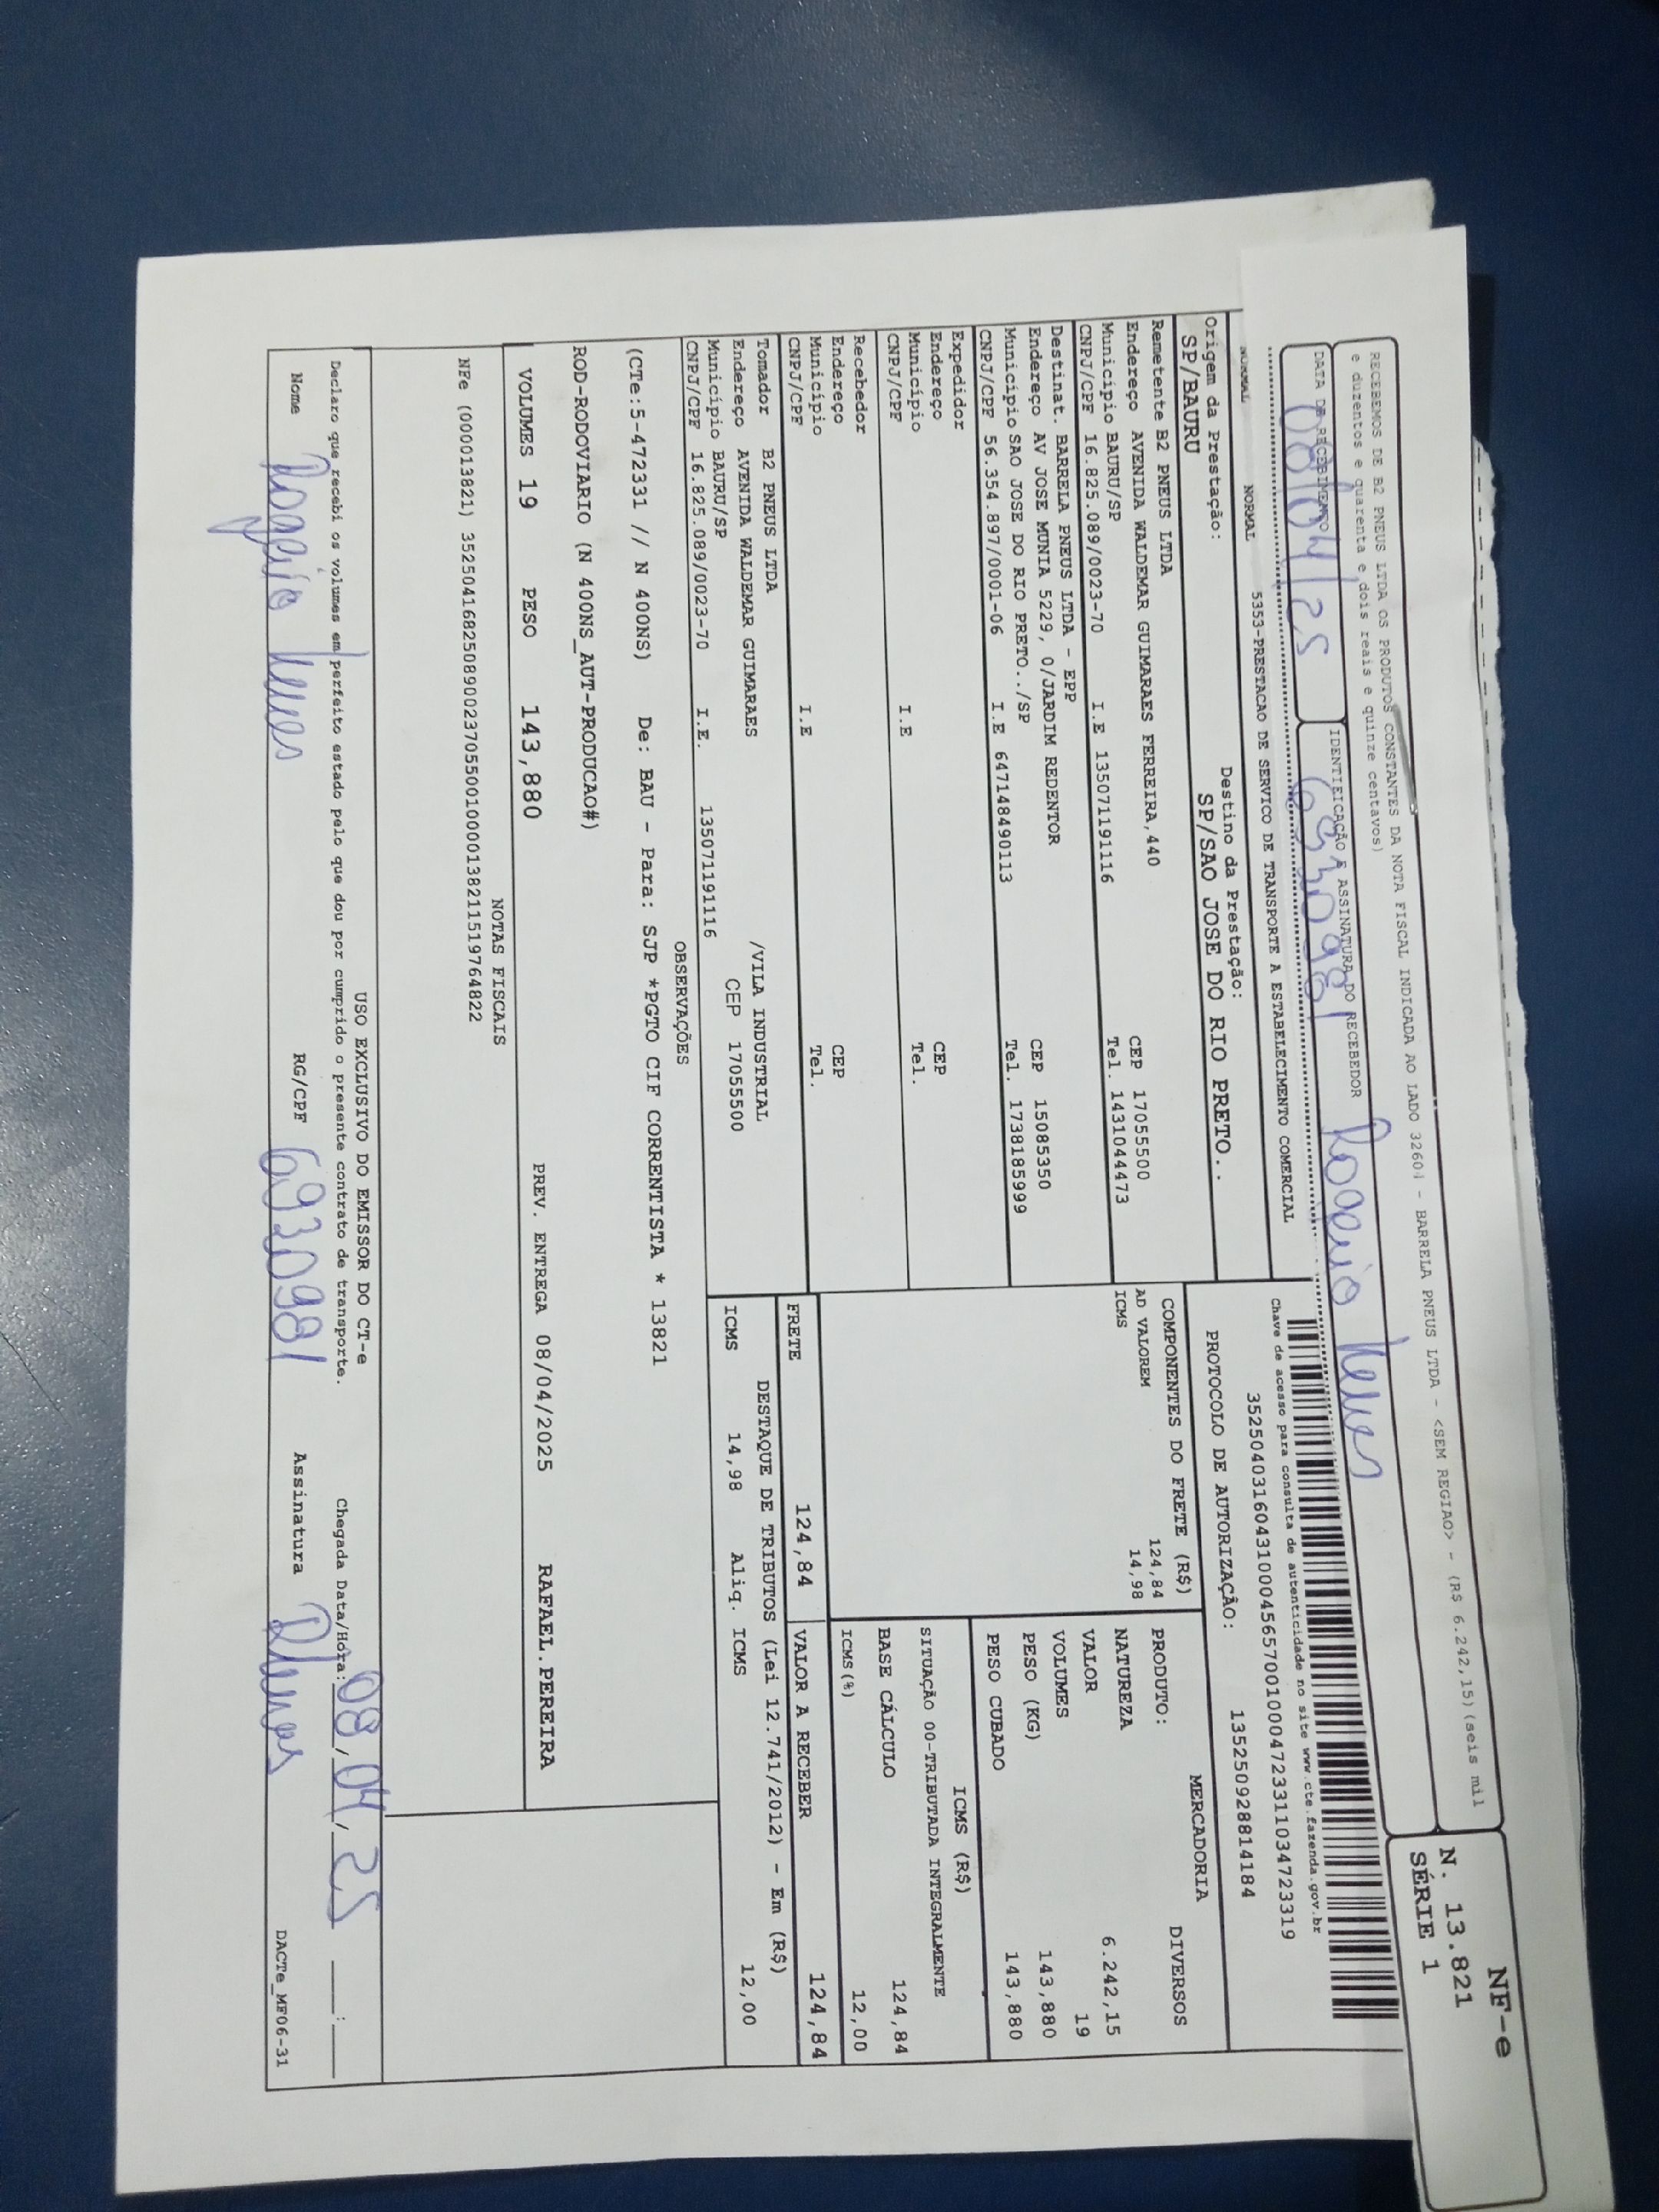 RECEBEMOS DE B2 PNEUS LTDA OS PRODUTOS CONSTANTES DA NOTA FISCAL INDICADA AO LADO 32604 - BARRELA PNEUS LTDA - <SEM REGIAO> - (R$ 6.242,15) (seis mil
e duzentos e quarenta e dois reais e quinze centavos)
NF-e
N. 13.821
SÉRIE 1
DATA DE RECEBIMENTO
08/04/25
IDENTIFICAÇÃO E ASSINATURA DO RECEBEDOR
6930981
NORMAL NORMAL 5353-PRESTACAO DE SERVICO DE TRANSPORTE A ESTABELECIMENTO COMERCIAL
Chave de acesso para consulta de autenticidade no site www.cte.fazenda.gov.br
35250403160431000456570010004723311034723319
PROTOCOLO DE AUTORIZAÇÃO: 135250928814184
Origem da Prestação:
SP/BAURU
Destino da Prestação:
SP/SAO JOSE DO RIO PRETO..
Remetente B2 PNEUS LTDA
Endereço AVENIDA WALDEMAR GUIMARAES FERREIRA,440 CEP 17055500
Município BAURU/SP Tel. 1431044473
CNPJ/CPF 16.825.089/0023-70 I.E 135071191116
Destinat. BARRELA PNEUS LTDA - EPP
Endereço AV JOSE MUNIA 5229, 0/JARDIM REDENTOR CEP 15085350
Município SAO JOSE DO RIO PRETO../SP Tel. 1738185999
CNPJ/CPF 56.354.897/0001-06 I.E 647148490113
Expedidor
Endereço CEP
Município Tel.
CNPJ/CPF I.E
Recebedor
Endereço CEP
Município Tel.
CNPJ/CPF I.E
Tomador B2 PNEUS LTDA
Endereço AVENIDA WALDEMAR GUIMARAES /VILA INDUSTRIAL
Município BAURU/SP CEP 17055500
CNPJ/CPF 16.825.089/0023-70 I.E. 135071191116
COMPONENTES DO FRETE (R$)
AD VALOREM 124,84
ICMS 14,98
FRETE 124,84
MERCADORIA
PRODUTO: DIVERSOS
NATUREZA
VALOR 6.242,15
VOLUMES 19
PESO (KG) 143,880
PESO CUBADO 143,880
ICMS (R$)
SITUAÇÃO 00-TRIBUTADA INTEGRALMENTE
BASE CÁLCULO 124,84
ICMS(%) 12,00
VALOR A RECEBER 124,84
DESTAQUE DE TRIBUTOS (Lei 12.741/2012) - Em (R$)
ICMS 14,98 Aliq. ICMS 12,00
OBSERVAÇÕES
(CTe:5-472331 // N 400NS) De: BAU - Para: SJP *PGTO CIF CORRENTISTA * 13821
ROD-RODOVIARIO (N 400NS_AUT-PRODUCAO#)
VOLUMES 19 PESO 143,880 PREV. ENTREGA 08/04/2025 RAFAEL.PEREIRA
NOTAS FISCAIS
NFe (000013821) 35250416825089002370550010000138211519764822
USO EXCLUSIVO DO EMISSOR DO CT-e
Declaro que recebi os volumes em perfeito estado pelo que dou por cumprido o presente contrato de transporte. Chegada Data/Hora: 08/04/25 :
Nome RG/CPF 6930981 Assinatura
DACTe_MF06-31